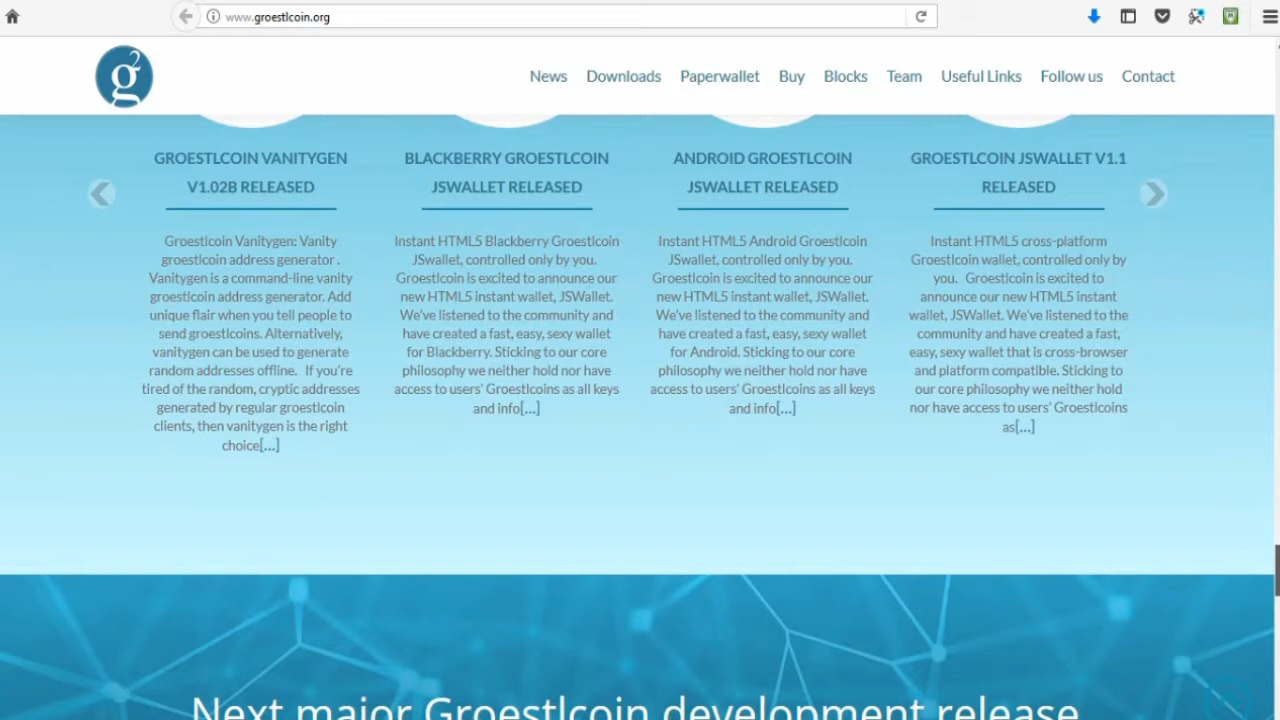 www.groestlcoin.org
g2
News Downloads Paperwallet Buy Blocks Team Useful Links Follow us Contact
GROESTLCOIN VANITYGEN
V1.02B RELEASED
Groestlcoin Vanitygen: Vanity
groestlcoin address generator .
Vanitygen is a command-line vanity
groestlcoin address generator. Add
unique flair when you tell people to
send groestlcoins. Alternatively,
vanitygen can be used to generate
random addresses offline. If you're
tired of the random, cryptic addresses
generated by regular groestlcoin
clients, then vanitygen is the right
choice[...]
BLACKBERRY GROESTLCOIN
JSWALLET RELEASED
Instant HTML5 Blackberry Groestlcoin
JSwallet, controlled only by you.
Groestlcoin is excited to announce our
new HTML5 instant wallet, JSWallet.
We've listened to the community and
have created a fast, easy, sexy wallet
for Blackberry. Sticking to our core
philosophy we neither hold nor have
access to users' Groestlcoins as all keys
and info[...]
ANDROID GROESTLCOIN
JSWALLET RELEASED
Instant HTML5 Android Groestlcoin
JSwallet, controlled only by you.
Groestlcoin is excited to announce our
new HTML5 instant wallet, JSWallet.
We've listened to the community and
have created a fast, easy, sexy wallet
for Android. Sticking to our core
philosophy we neither hold nor have
access to users' Groestlcoins as all keys
and info[...]
GROESTLCOIN JSWALLET V1.1
RELEASED
Instant HTML5 cross-platform
Groestlcoin wallet, controlled only by
you. Groestlcoin is excited to
announce our new HTML5 instant
wallet, JSWallet. We've listened to the
community and have created a fast,
easy, sexy wallet that is cross-browser
and platform compatible. Sticking to
our core philosophy we neither hold
nor have access to users' Groestlcoins
as[...]
Next major Groestlcoin development release